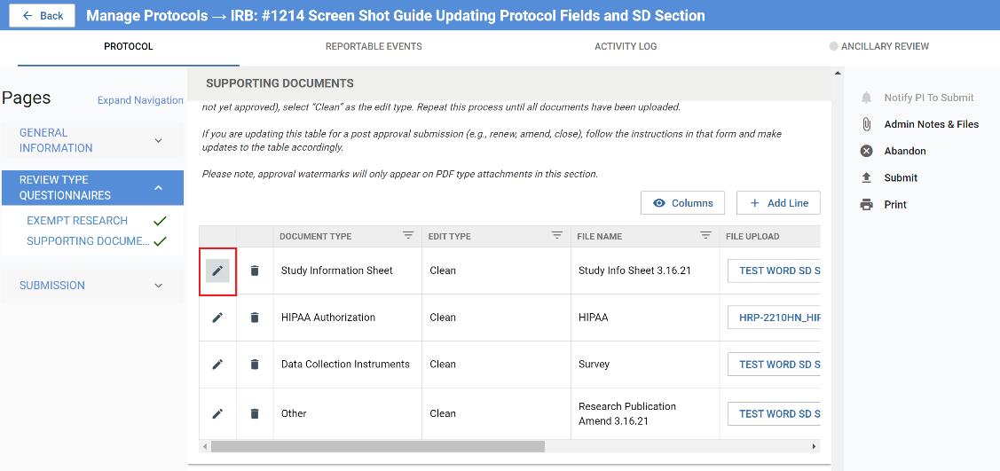 Back
Manage Protocols → IRB: #1214 Screen Shot Guide Updating Protocol Fields and SD Section
PROTOCOL
REPORTABLE EVENTS
ACTIVITY LOG
ANCILLARY REVIEW
Pages
Expand Navigation
GENERAL
INFORMATION
REVIEW TYPE
QUESTIONNAIRES
EXEMPT RESEARCH
SUPPORTING DOCUME...
SUBMISSION
SUPPORTING DOCUMENTS
not yet approved), select “Clean” as the edit type. Repeat this process until all documents have been uploaded.
If you are updating this table for a post approval submission (e.g., renew, amend, close), follow the instructions in that form and make
updates to the table accordingly.
Please note, approval watermarks will only appear on PDF type attachments in this section.
Columns
+ Add Line
DOCUMENT TYPE
EDIT TYPE
FILE NAME
FILE UPLOAD
Study Information Sheet
Clean
Study Info Sheet 3.16.21
TEST WORD SD S
HIPAA Authorization
Clean
HIPAA
HRP-2210HN_HIP
Data Collection Instruments
Clean
Survey
TEST WORD SD S
Other
Clean
Research Publication
Amend 3.16.21
TEST WORD SD S
Notify PI To Submit
Admin Notes & Files
Abandon
Submit
Print